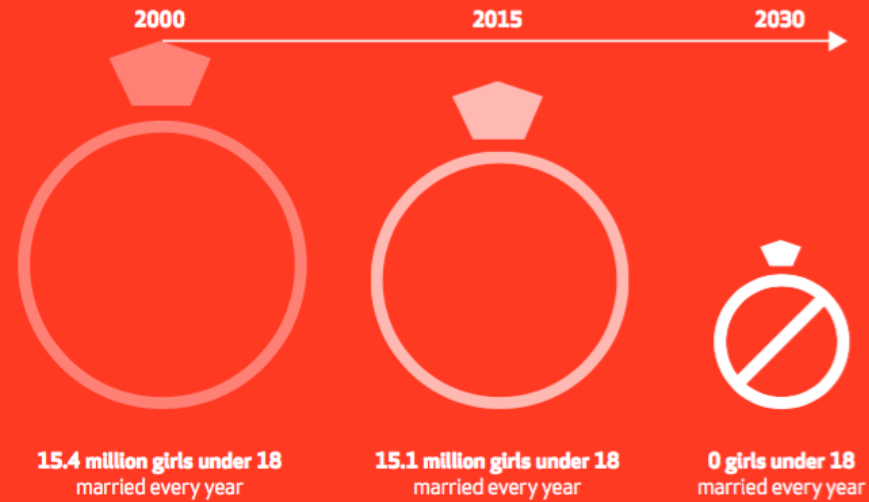 2000
2015
2030
15.4 million girls under 18
married every year
15.1 million girls under 18
married every year
0 girls under 18
married every year